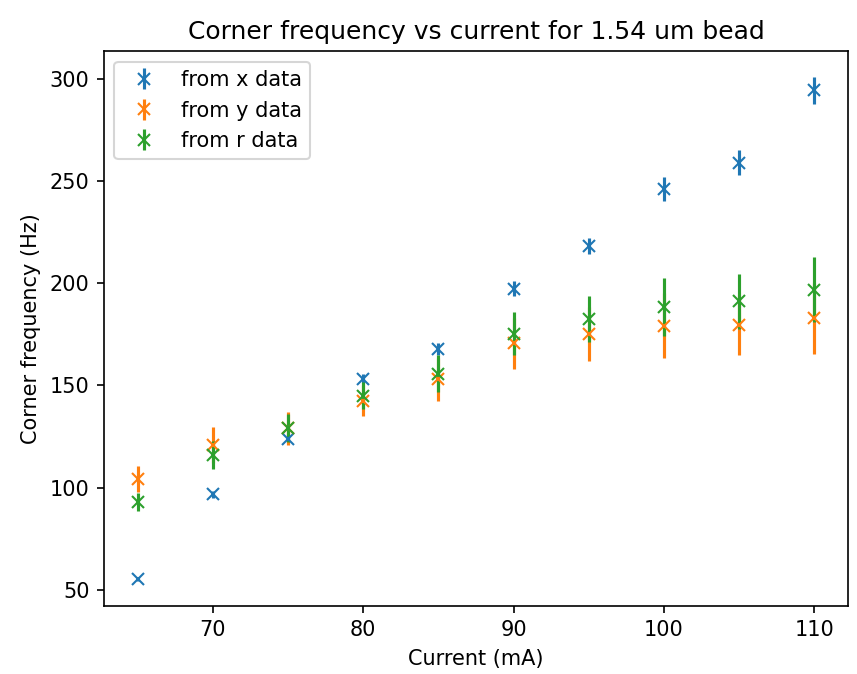 Corner frequency vs current for 1.54 um bead
from x data
from y data
from r data
300
250
200
150
100
50
Corner frequency (Hz)
70 80 90 100 110
Current (mA)